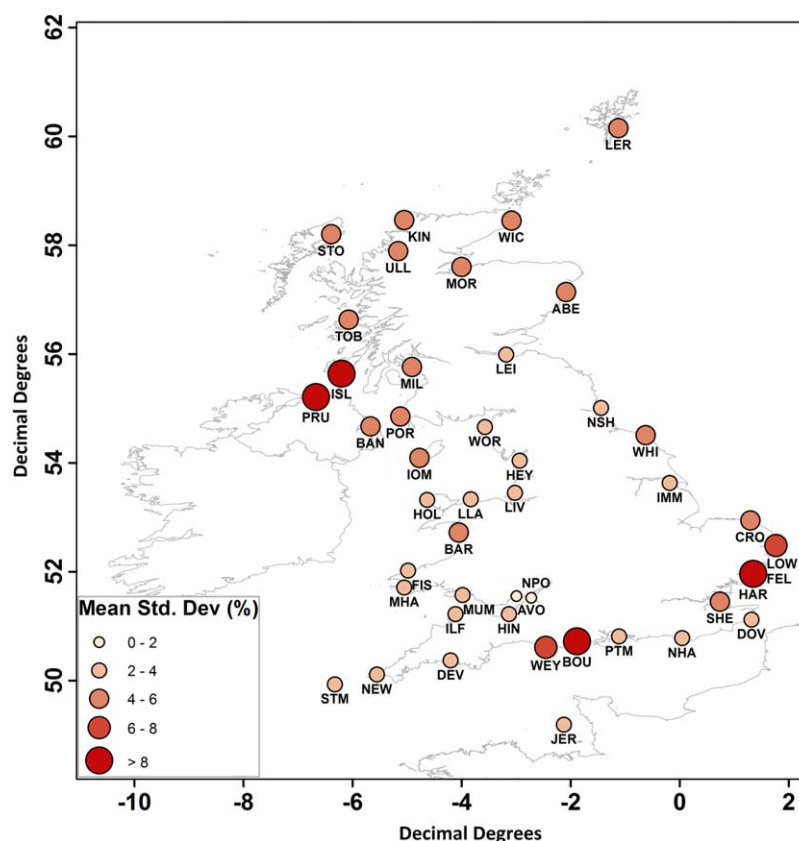 62
60
58
56
54
52
50
Decimal Degrees
LER
STO
KIN
WIC
ULL
MOR
ABE
TOB
LEI
ISL
MIL
PRU
NSH
POR
BAN
WOR
WHI
IOM
HEY
IMM
HOL
LLA
LIV
CRO
BAR
LOW
FIS
NPO
HAR
FEL
MHA
MUM
AVO
SHE
ILF
HIN
DOV
WEY
BOU
PTM
NHA
DEV
STM
NEW
JER
Mean Std. Dev (%)
0 - 2
2 - 4
4 - 6
6 - 8
> 8
-10 -8 -6 -4 -2 0 2
Decimal Degrees